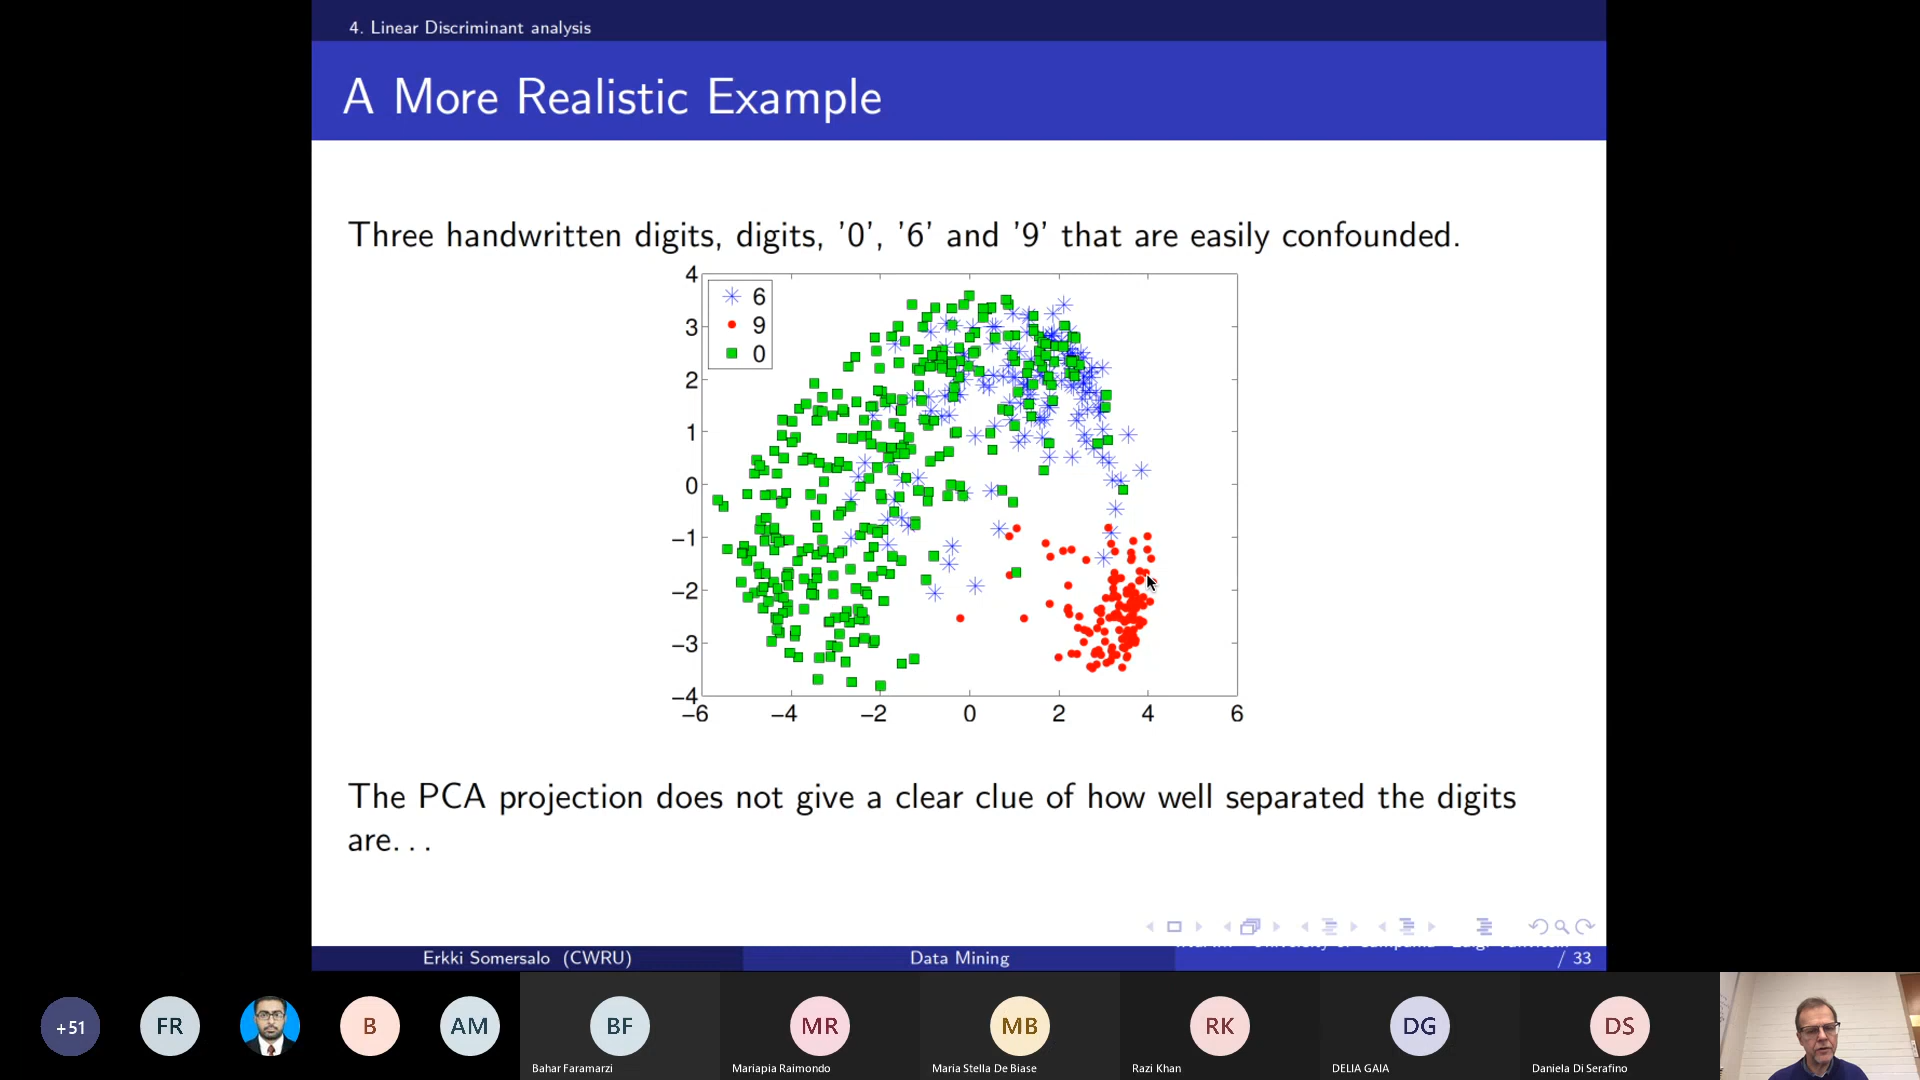 4. Linear Discriminant analysis
A More Realistic Example
Three handwritten digits, digits, '0', '6' and '9' that are easily confounded.
4
3
2
1
0
−1
−2
−3
−4
6
9
0
−6 −4 −2 0 2 4 6
The PCA projection does not give a clear clue of how well separated the digits
are...
Erkki Somersalo (CWRU) Data Mining / 33
+51 FR B AM BF MR MB RK DG DS
Bahar Faramarzi Mariapia Raimondo Maria Stella De Biase Razi Khan DELIA GAIA Daniela Di Serafino